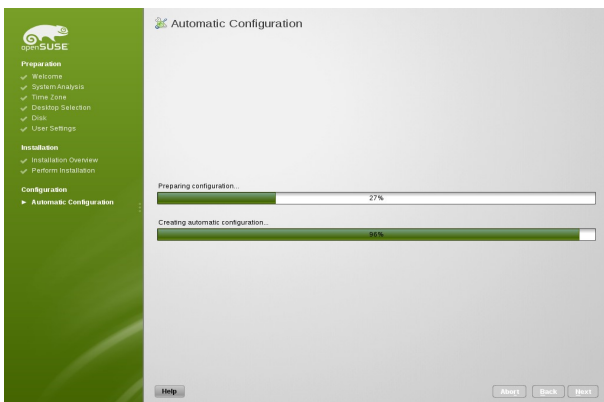 openSUSE
Preparation
Welcome
System Analysis
Time Zone
Desktop Selection
Disk
User Settings
Installation
Installation Overview
Perform Installation
Configuration
Automatic Configuration
Automatic Configuration
Preparing configuration...
27%
Creating automatic configuration...
96%
Help
Abort
Back
Next